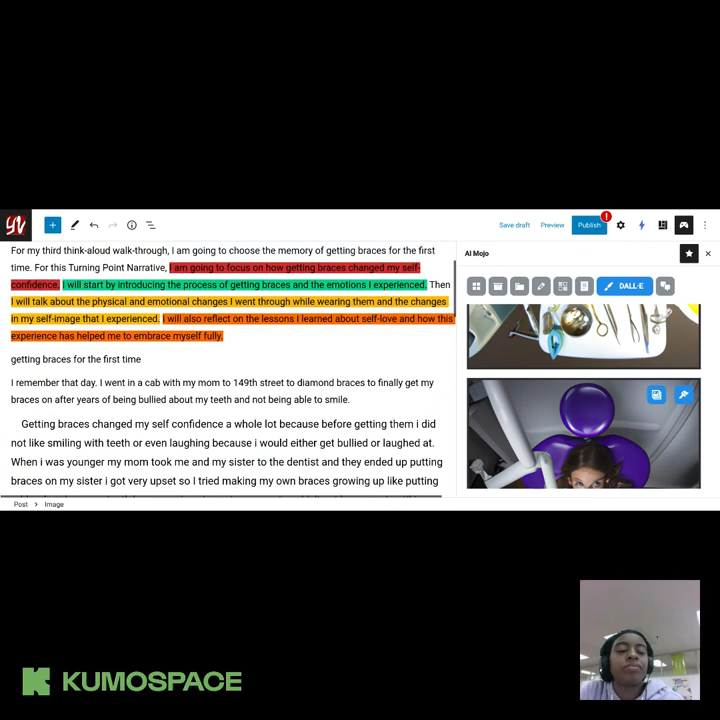 yv
Save draft Preview Publish !
AI Mojo
DALL-E
For my third think-aloud walk-through, I am going to choose the memory of getting braces for the first
time. For this Turning Point Narrative, I am going to focus on how getting braces changed my self-
confidence. I will start by introducing the process of getting braces and the emotions I experienced. Then
I will talk about the physical and emotional changes I went through while wearing them and the changes
in my self-image that I experienced. I will also reflect on the lessons I learned about self-love and how this
experience has helped me to embrace myself fully.
getting braces for the first time
I remember that day. I went in a cab with my mom to 149th street to diamond braces to finally get my
braces on after years of being bullied about my teeth and not being able to smile.
Getting braces changed my self confidence a whole lot because before getting them i did
not like smiling with teeth or even laughing because i would either get bullied or laughed at.
When i was younger my mom took me and my sister to the dentist and they ended up putting
braces on my sister i got very upset so I tried making my own braces growing up like putting
Post > Image
KUMOSPACE